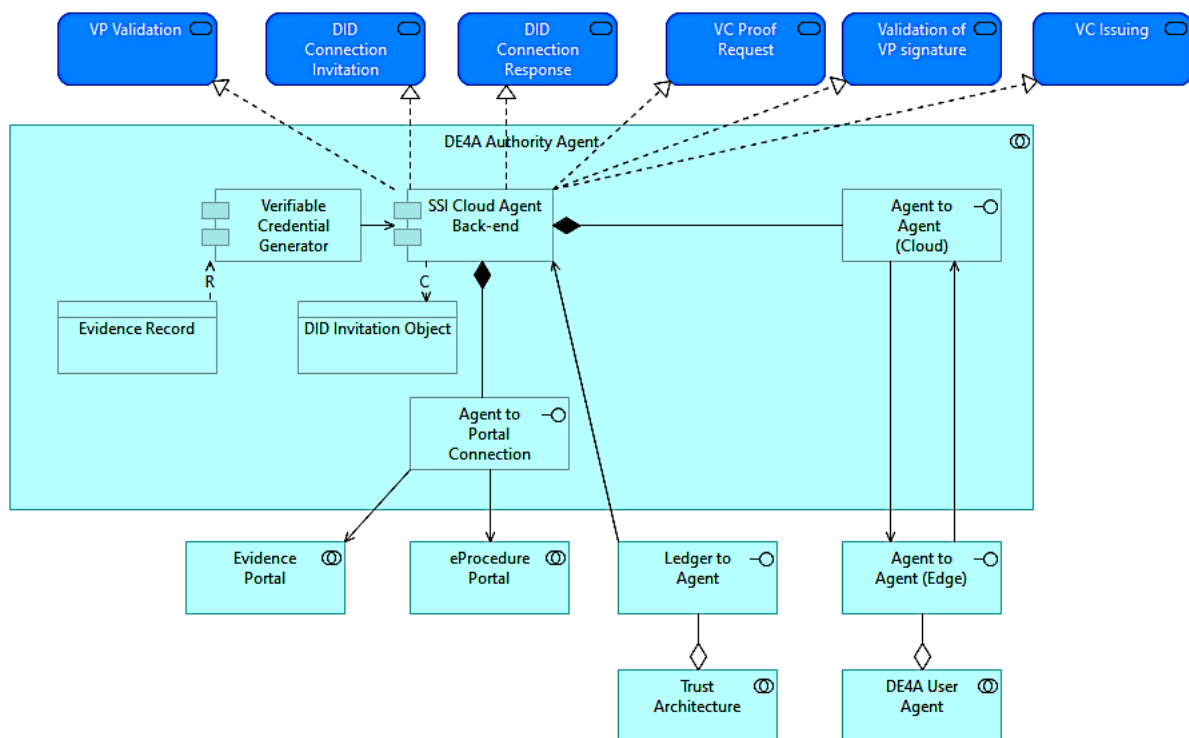 VP Validation
DID
Connection
Invitation
DID
Connection
Response
VC Proof
Request
Validation of
VP signature
VC Issuing
DE4A Authority Agent
Verifiable
Credential
Generator
SSI Cloud Agent
Back-end
Agent to
Agent
(Cloud)
R
C
Evidence Record
DID Invitation Object
Agent to
Portal
Connection
Evidence
Portal
eProcedure
Portal
Ledger to
Agent
Agent to
Agent (Edge)
Trust
Architecture
DE4A User
Agent